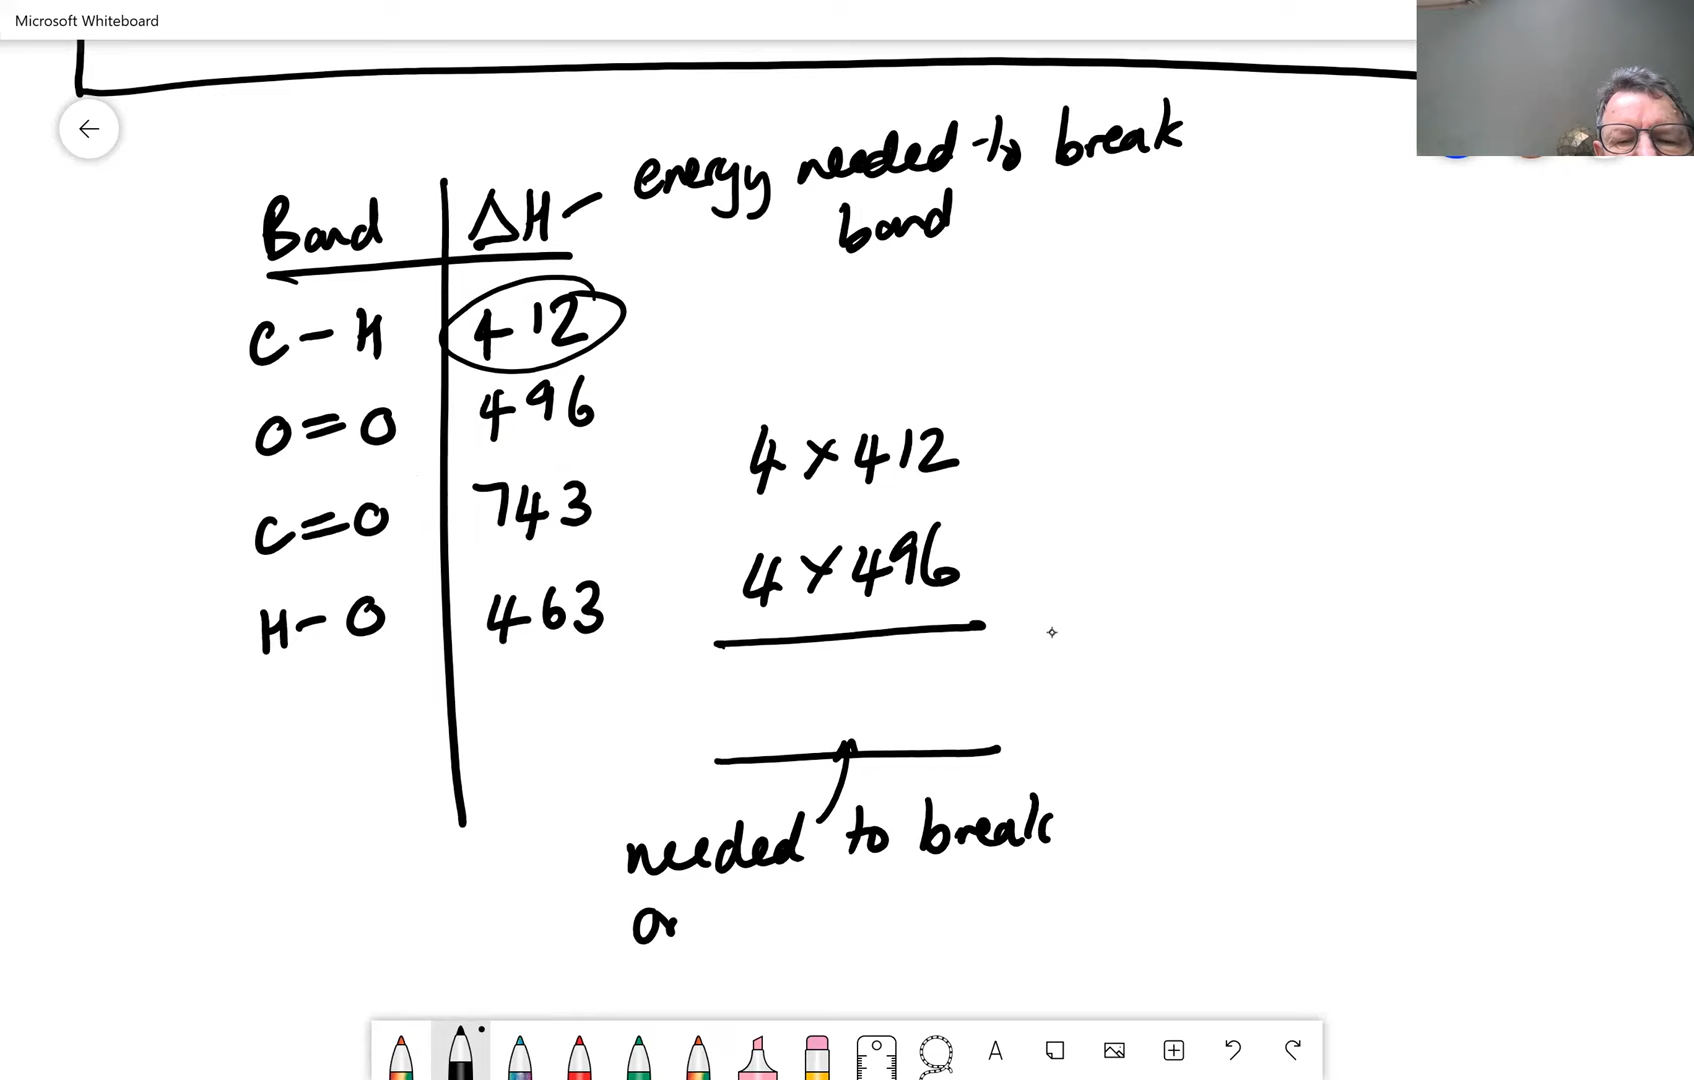 Microsoft Whiteboard
energy needed to break
bond
Bond ΔH
C-H 412
O=O 496
C=O 743
H-O 463
4 × 412
4 × 496
needed to break
or
A